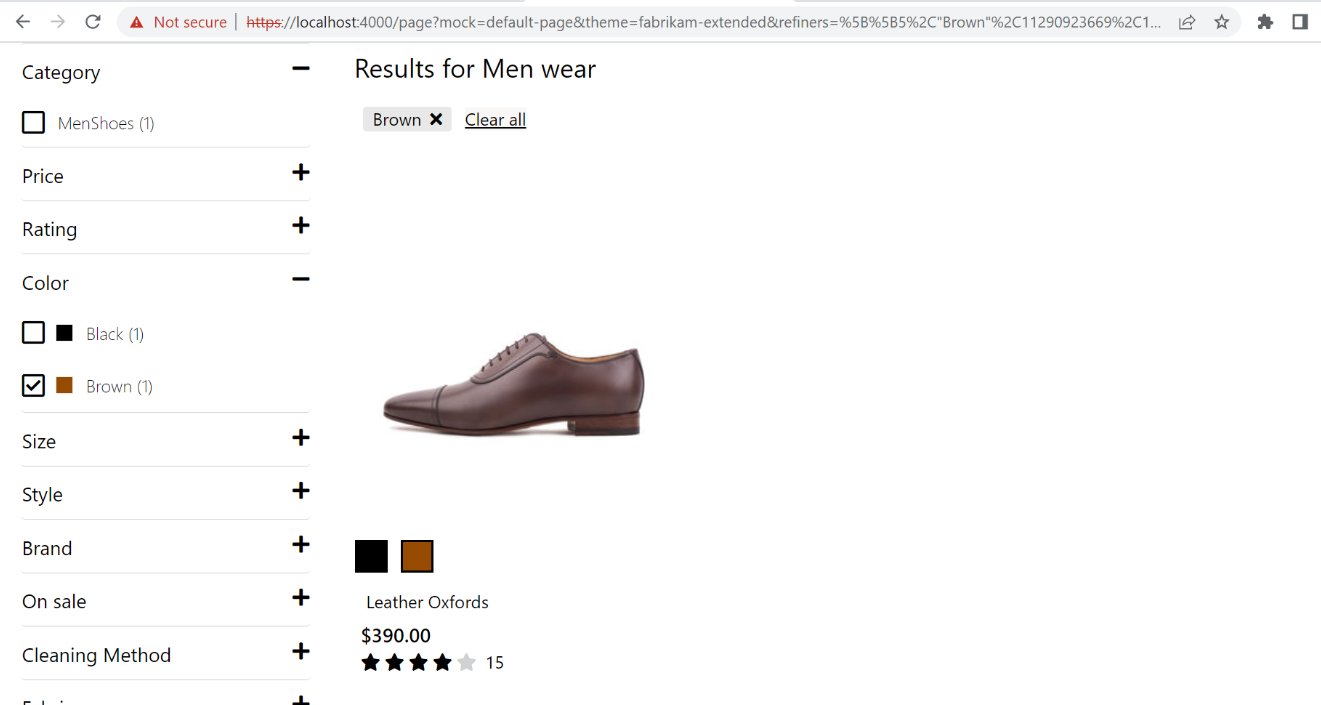 Not secure | https://localhost:4000/page?mock=default-page&theme=fabrikam-extended&refiners=%5B%5B5%2C"Brown"%2C11290923669%2C1...
Category
MenShoes (1)
Price
Rating
Color
Black (1)
Brown (1)
Size
Style
Brand
On sale
Cleaning Method
Results for Men wear
Brown
Clear all
Leather Oxfords
$390.00
15